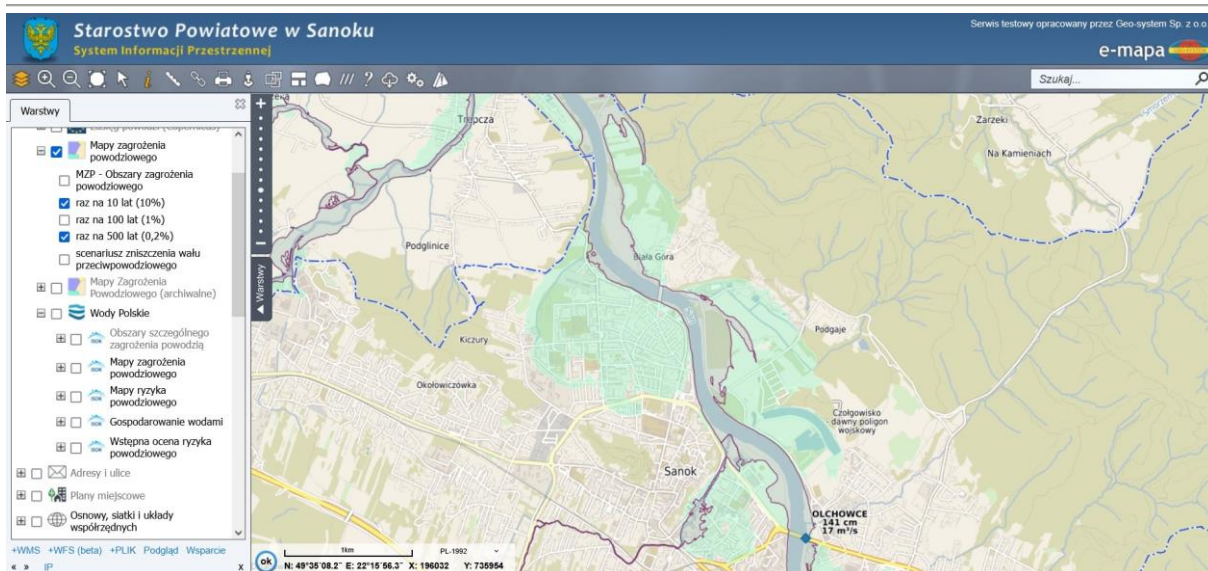 Starostwo Powiatowe w Sanoku
System Informacji Przestrzennej
Serwis testowy opracowany przez Geo-system Sp. z o.o.
e-mapa
Szukaj...
Warstwy
Mapy zagrożenia
powodziowego
MZP - Obszary zagrożenia
powodziowego
raz na 10 lat (10%)
raz na 100 lat (1%)
raz na 500 lat (0,2%)
scenariusz zniszczenia wału
przeciwpowodziowego
Mapy Zagrożenia
Powodziowego (archiwalne)
Wody Polskie
Obszary szczególnego
zagrożenia powodzią
Mapy zagrożenia
powodziowego
Mapy ryzyka
powodziowego
Gospodarowanie wodami
Wstępna ocena ryzyka
powodziowego
Adresy i ulice
Plany miejscowe
Osnowy, siatki i układy
współrzędnych
+WMS +WFS (beta) +PLIK Podgląd Wsparcie
« » IP x
Warstwy
Trepcza
Zarzeki
Na Kamieniach
Podglinice
Biała Góra
Podgaje
Kiczury
Okołowiczówka
Czołgowisko
dawny poligon
wojskowy
Sanok
OLCHOWCE
141 cm
17 m³/s
ok
1km
PL-1992
N: 49°35'08.2" E: 22°15'56.3" X: 196032 Y: 735954